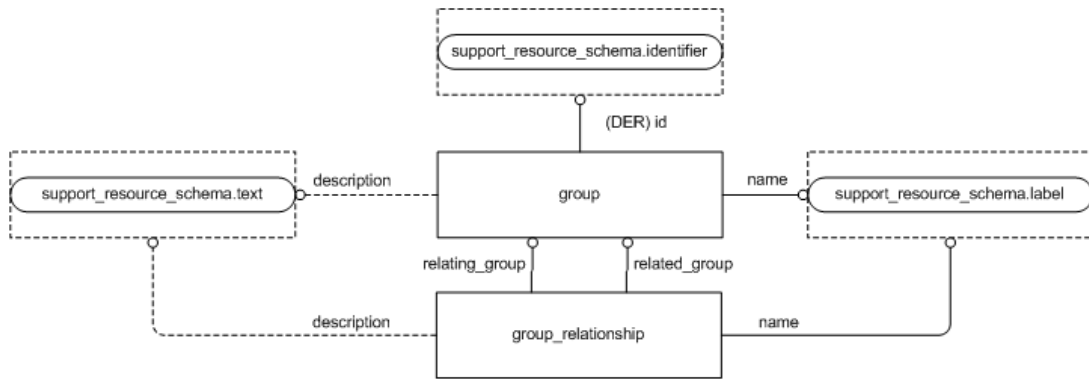 support_resource_schema.identifier
(DER) id
description
name
support_resource_schema.text
group
support_resource_schema.label
relating_group
related_group
description
group_relationship
name